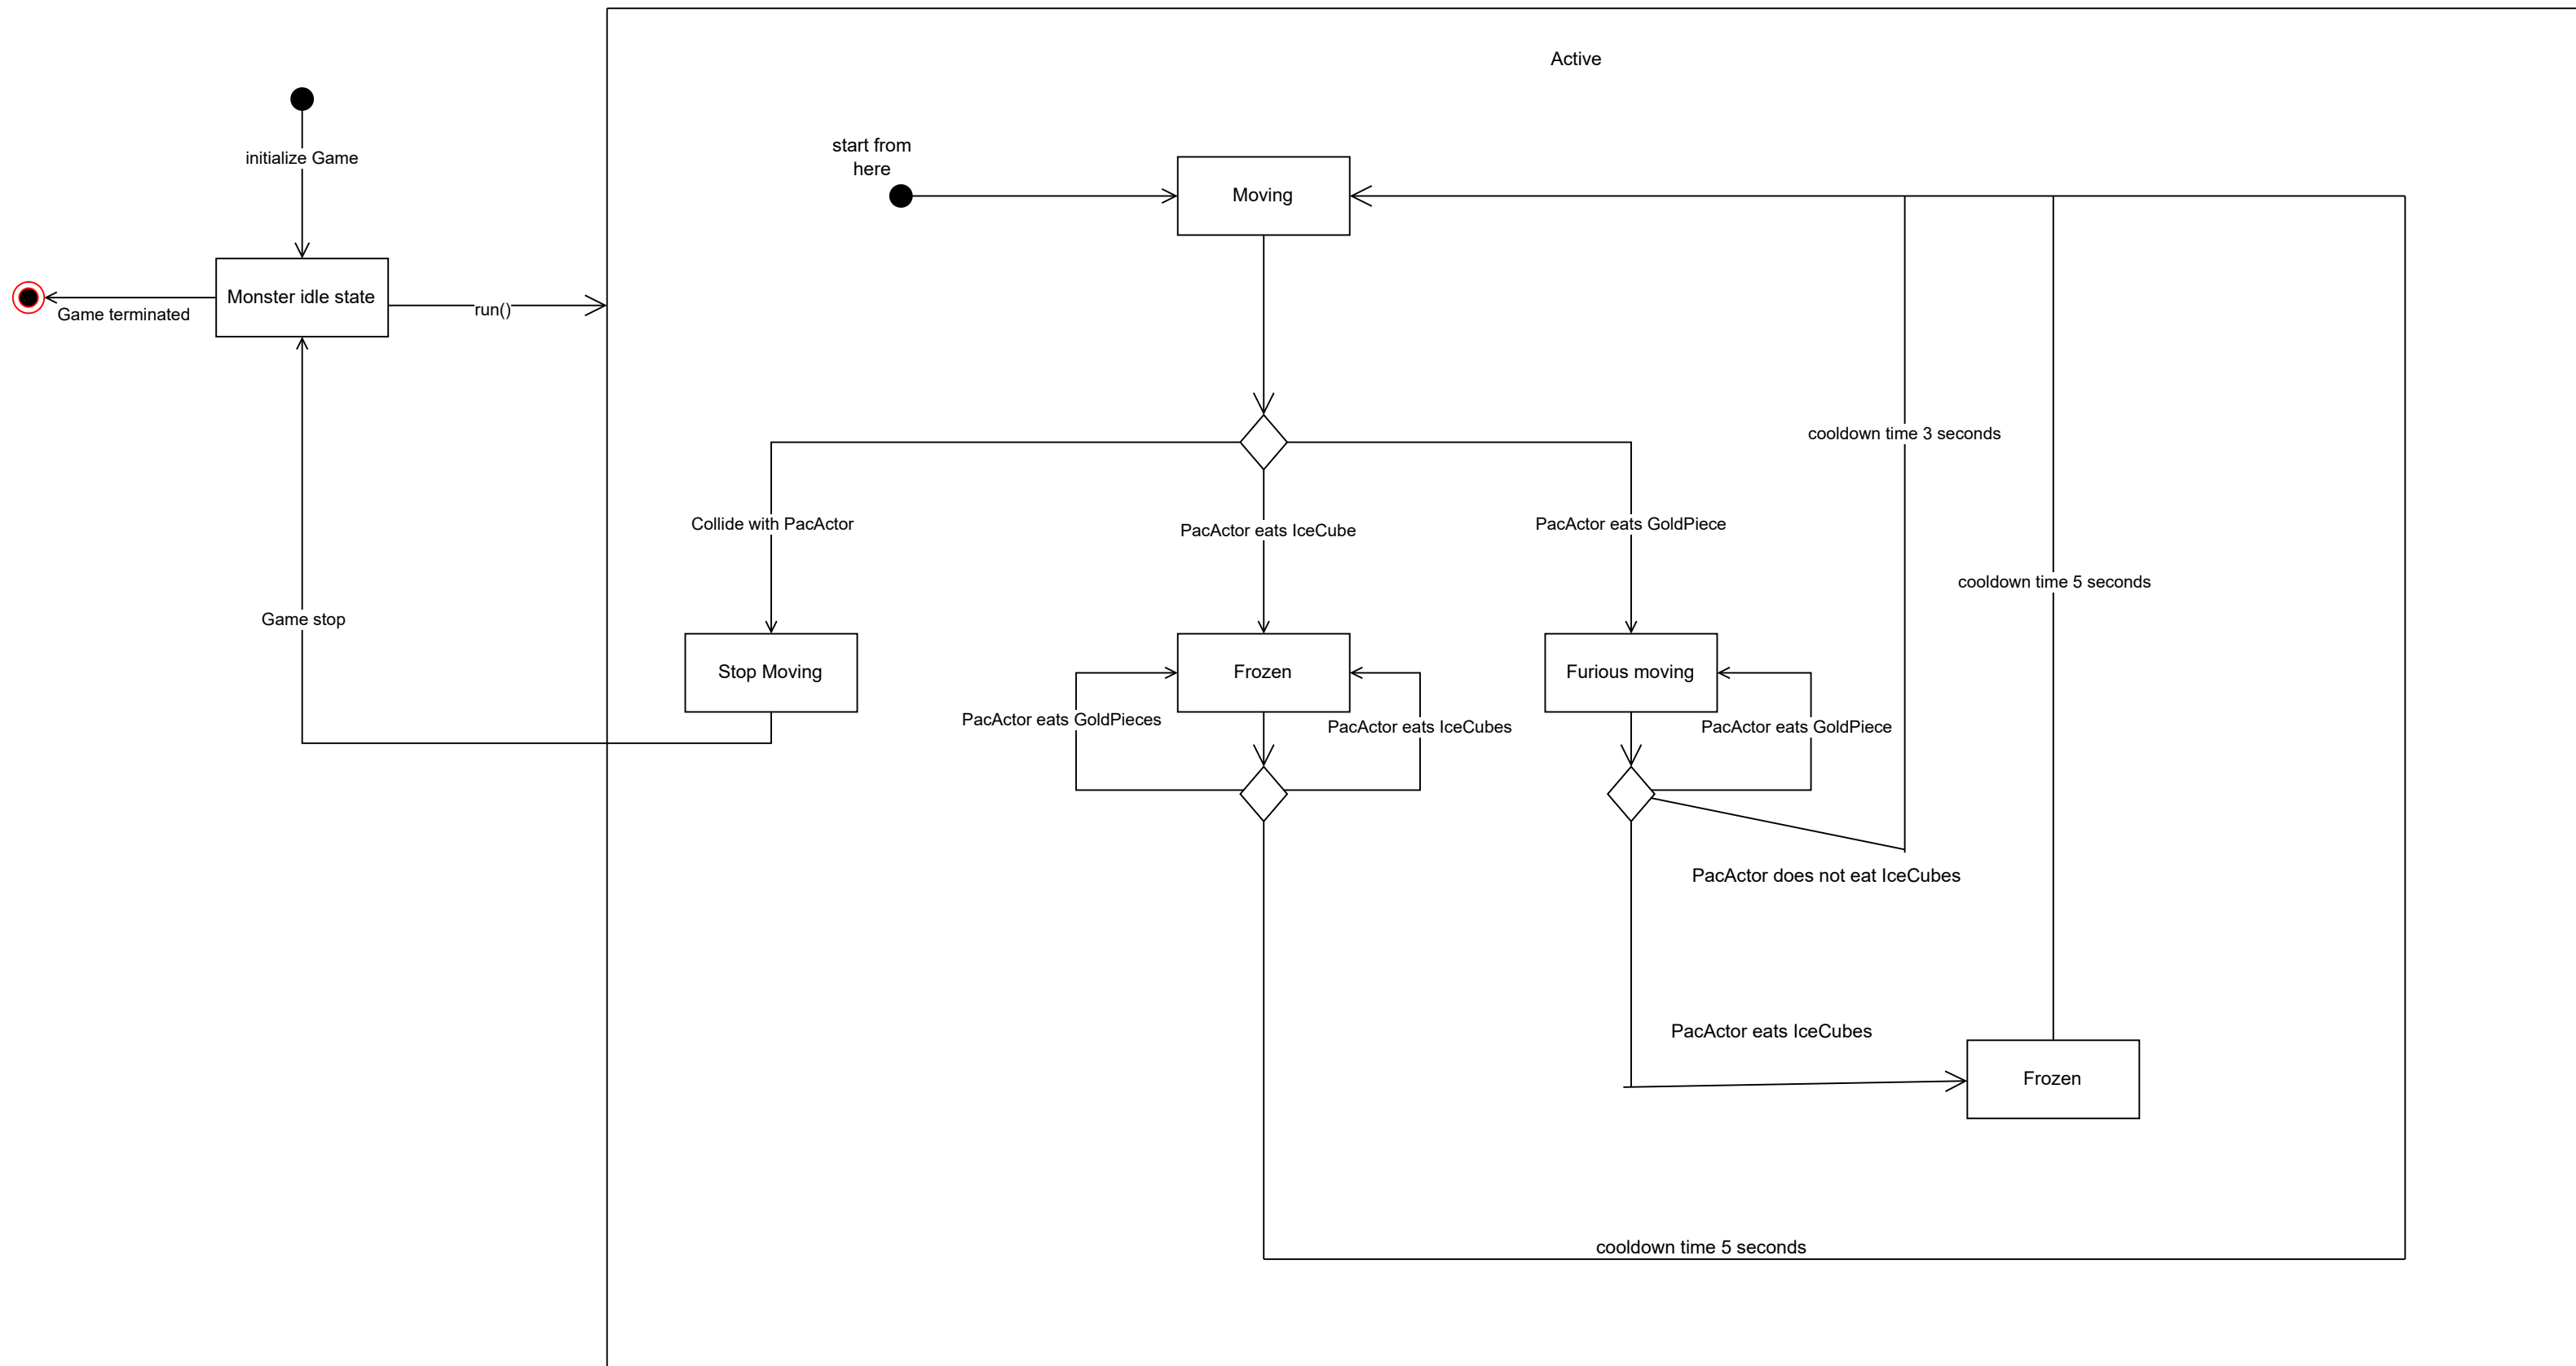 Active
start from
here
initialize Game
Moving
Monster idle state
Game terminated
run()
cooldown time 3 seconds
Collide with PacActor
PacActor eats IceCube
PacActor eats GoldPiece
cooldown time 5 seconds
Game stop
Stop Moving
Frozen
Furious moving
PacActor eats GoldPieces
PacActor eats IceCubes
PacActor eats GoldPiece
PacActor does not eat IceCubes
PacActor eats IceCubes
Frozen
cooldown time 5 seconds